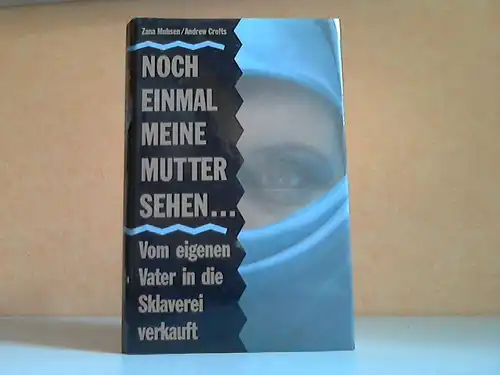 Zana Muhsen/Andrew Crofts
NOCH
EINMAL
MEINE
MUTTER
SEHEN...
Vom eigenen
Vater in die
Sklaverei
verkauft